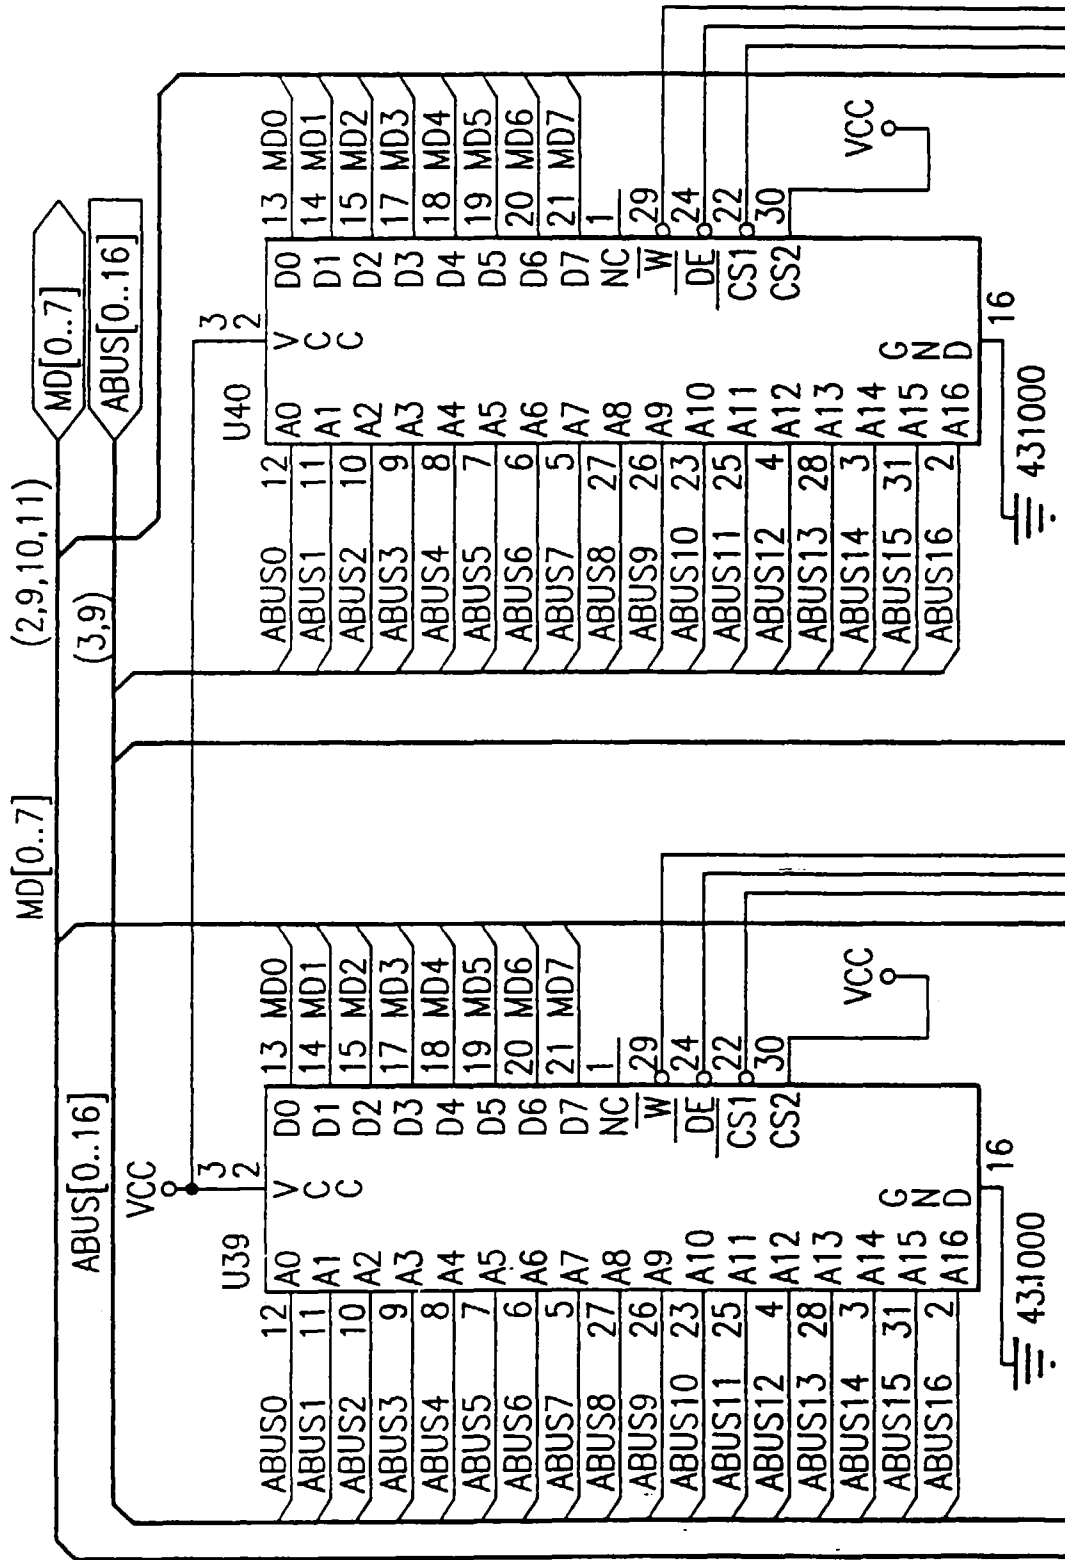 MD[0..7] (2,9,10,11) MD[0..7]
ABUS[0..16] (3,9) ABUS[0..16]
VCC
3
2
U39
VCC
ABUS0 12 A0 D0 13 MD0
ABUS1 11 A1 D1 14 MD1
ABUS2 10 A2 D2 15 MD2
ABUS3 9 A3 D3 17 MD3
ABUS4 8 A4 D4 18 MD4
ABUS5 7 A5 D5 19 MD5
ABUS6 6 A6 D6 20 MD6
ABUS7 5 A7 D7 21 MD7
ABUS8 27 A8 NC 1
ABUS9 26 A9 W 29
ABUS10 23 A10 DE 24
ABUS11 25 A11 CS1 22
ABUS12 4 A12 CS2 30
ABUS13 28 A13
ABUS14 3 A14
ABUS15 31 A15
ABUS16 2 A16
GND
16
VCC
431000
3
2
U40
VCC
ABUS0 12 A0 D0 13 MD0
ABUS1 11 A1 D1 14 MD1
ABUS2 10 A2 D2 15 MD2
ABUS3 9 A3 D3 17 MD3
ABUS4 8 A4 D4 18 MD4
ABUS5 7 A5 D5 19 MD5
ABUS6 6 A6 D6 20 MD6
ABUS7 5 A7 D7 21 MD7
ABUS8 27 A8 NC 1
ABUS9 26 A9 W 29
ABUS10 23 A10 DE 24
ABUS11 25 A11 CS1 22
ABUS12 4 A12 CS2 30
ABUS13 28 A13
ABUS14 3 A14
ABUS15 31 A15
ABUS16 2 A16
GND
16
VCC
431000